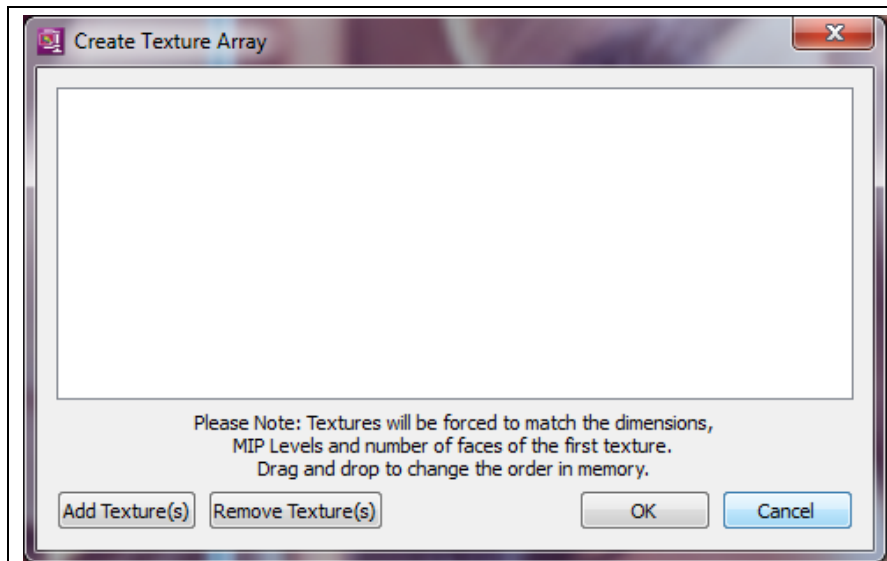 Create Texture Array
Please Note: Textures will be forced to match the dimensions,
MIP Levels and number of faces of the first texture.
Drag and drop to change the order in memory.
Add Texture(s) Remove Texture(s) OK Cancel